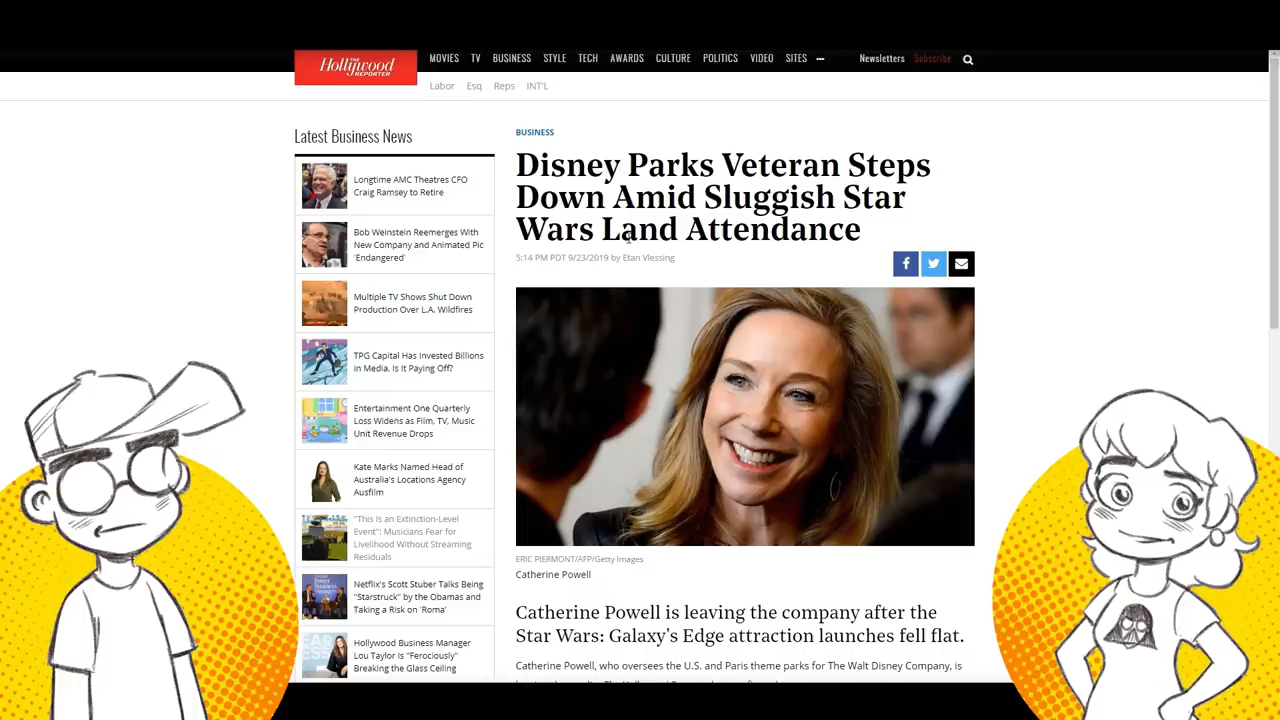 THE
Hollywood
REPORTER
MOVIES TV BUSINESS STYLE TECH AWARDS CULTURE POLITICS VIDEO SITES ••• Newsletters Subscribe
Labor Esq Reps INT'L
Latest Business News
Longtime AMC Theatres CFO
Craig Ramsey to Retire
Bob Weinstein Reemerges With
New Company and Animated Pic
'Endangered'
Multiple TV Shows Shut Down
Production Over L.A. Wildfires
TPG Capital Has Invested Billions
in Media. Is It Paying Off?
Entertainment One Quarterly
Loss Widens as Film, TV, Music
Unit Revenue Drops
Kate Marks Named Head of
Australia's Locations Agency
Ausfilm
"This Is an Extinction-Level
Event": Musicians Fear for
Livelihood Without Streaming
Residuals
Netflix's Scott Stuber Talks Being
"Starstruck" by the Obamas and
Taking a Risk on 'Roma'
Hollywood Business Manager
Lou Taylor Is "Ferociously"
Breaking the Glass Ceiling
BUSINESS
Disney Parks Veteran Steps
Down Amid Sluggish Star
Wars Land Attendance
5:14 PM PDT 9/23/2019 by Etan Vlessing
ERIC PIERMONT/AFP/Getty Images
Catherine Powell
Catherine Powell is leaving the company after the
Star Wars: Galaxy's Edge attraction launches fell flat.
Catherine Powell, who oversees the U.S. and Paris theme parks for The Walt Disney Company, is